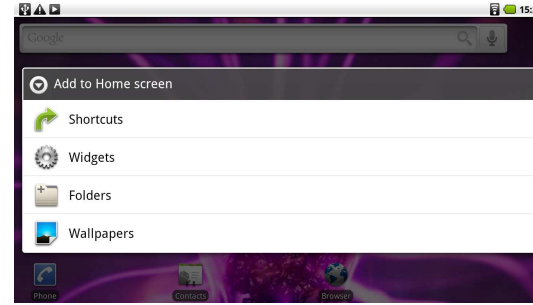 15:
Google
Add to Home screen
Shortcuts
Widgets
Folders
Wallpapers
Phone
Contacts
Browser